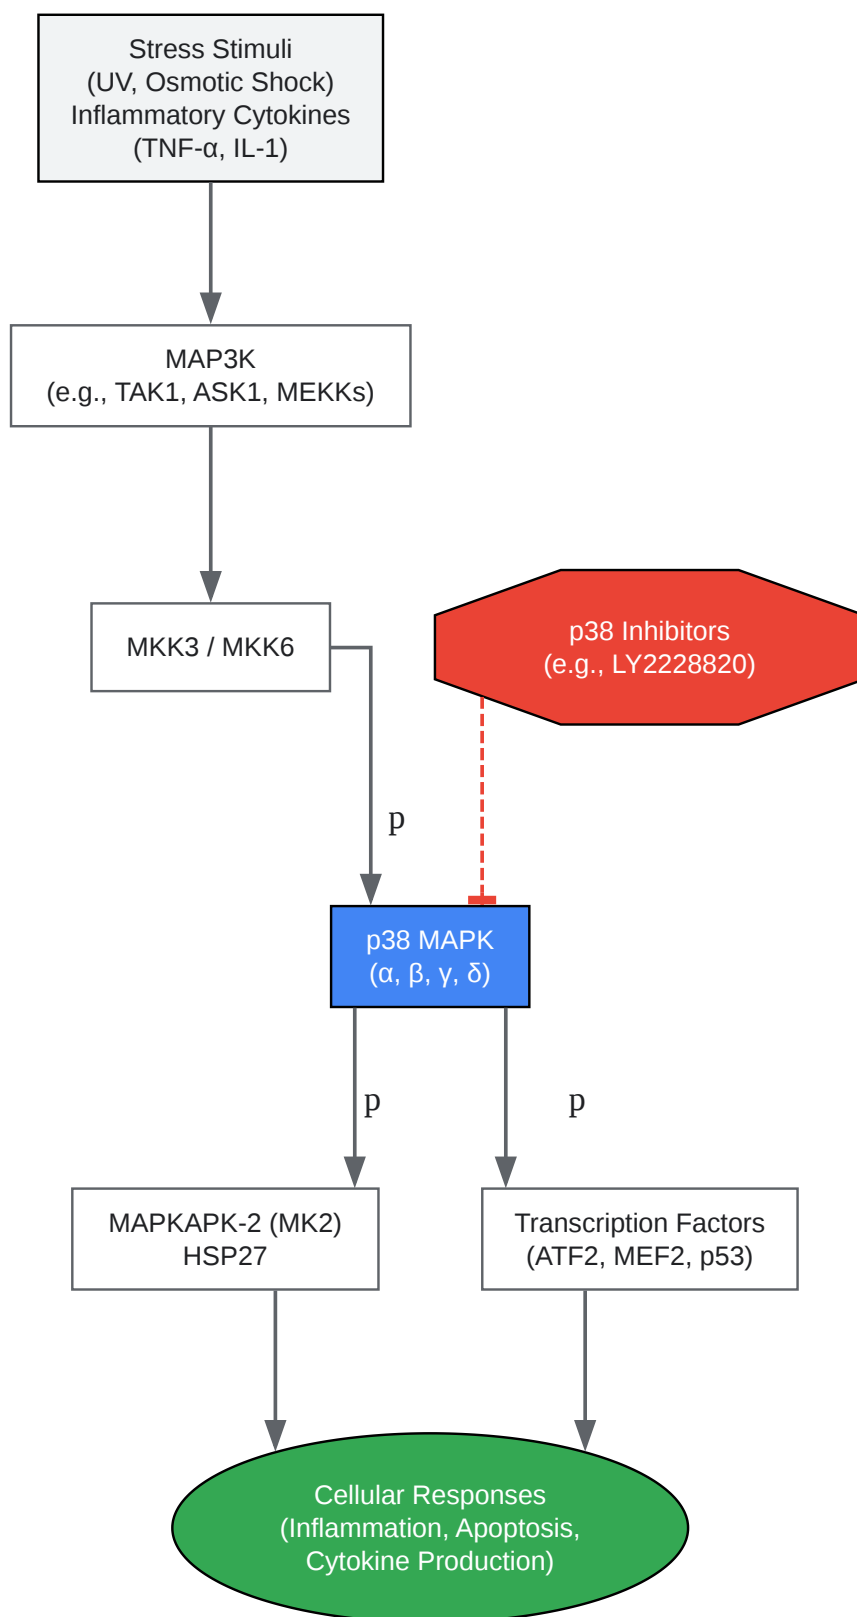 Stress Stimuli
(UV, Osmotic Shock)
Inflammatory Cytokines
(TNF-α, IL-1)
MAP3K
(e.g., TAK1, ASK1, MEKKs)
MKK3 / MKK6
p38 Inhibitors
(e.g., LY2228820)
p
p38 MAPK
(α, β, γ, δ)
p
p
MAPKAPK-2 (MK2)
HSP27
Transcription Factors
(ATF2, MEF2, p53)
Cellular Responses
(Inflammation, Apoptosis,
Cytokine Production)